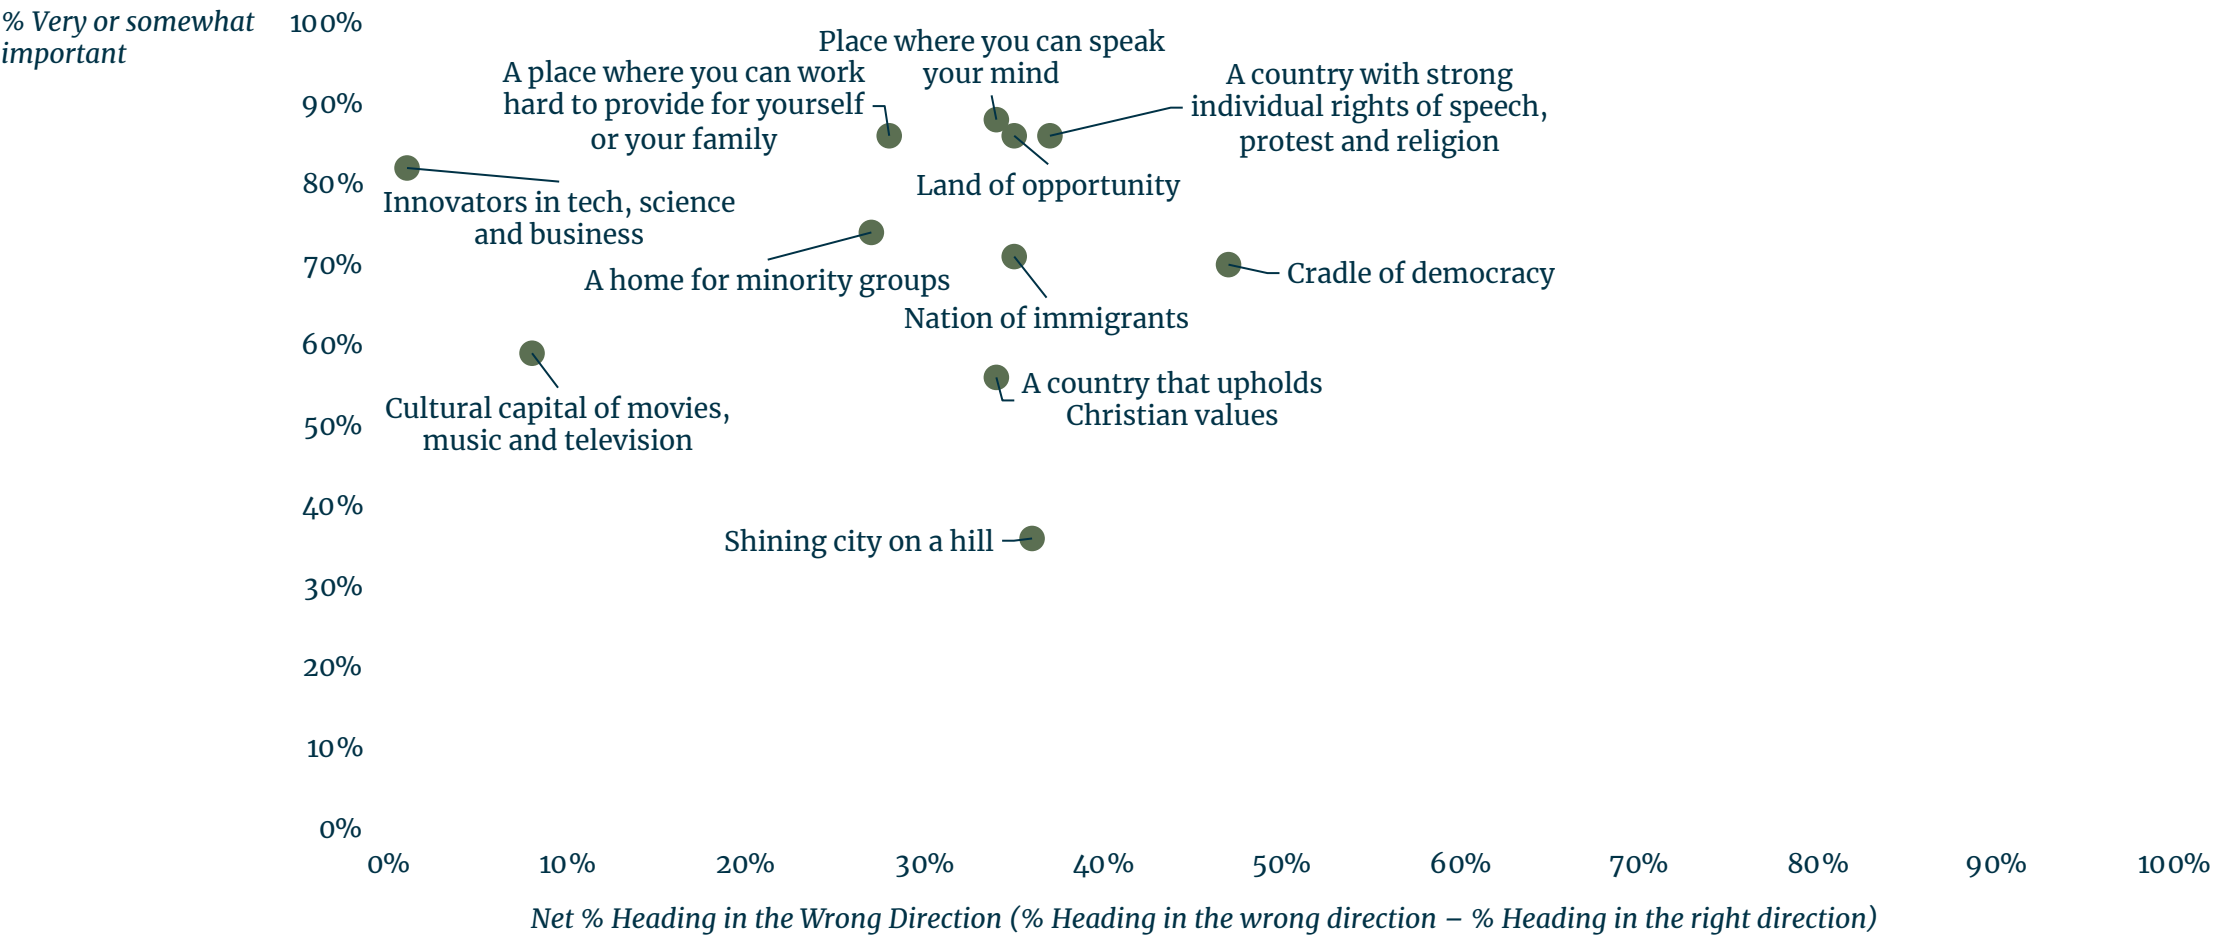 % Very or somewhat
important
100%
90%
80%
70%
60%
50%
40%
30%
20%
10%
0%
Place where you can speak
your mind
A place where you can work
hard to provide for yourself
or your family
A country with strong
individual rights of speech,
protest and religion
Land of opportunity
Innovators in tech, science
and business
A home for minority groups
Cradle of democracy
Nation of immigrants
A country that upholds
Christian values
Cultural capital of movies,
music and television
Shining city on a hill
0% 10% 20% 30% 40% 50% 60% 70% 80% 90% 100%
Net % Heading in the Wrong Direction (% Heading in the wrong direction – % Heading in the right direction)